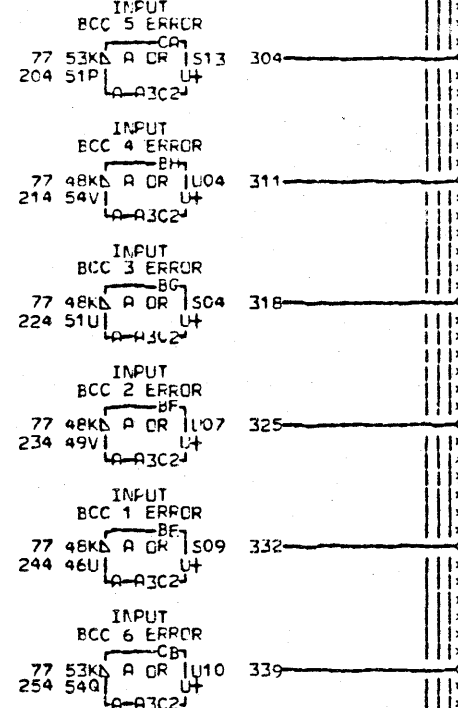 INPUT
BCC 5 ERROR
CA
77 53K A OR S13 304
204 51P U+
A-A3C2
INPUT
BCC 4 ERROR
BH
77 48K A OR U04 311
214 54V U+
A-A3C2
INPUT
BCC 3 ERROR
BG
77 48K A OR S04 318
224 51U U+
A-A3C2
INPUT
BCC 2 ERROR
BF
77 48K A OR U07 325
234 49V U+
A-A3C2
INPUT
BCC 1 ERROR
BE
77 48K A OR S09 332
244 46U U+
A-A3C2
INPUT
BCC 6 ERROR
CB
77 53K A OR U10 339
254 54Q U+
A-A3C2